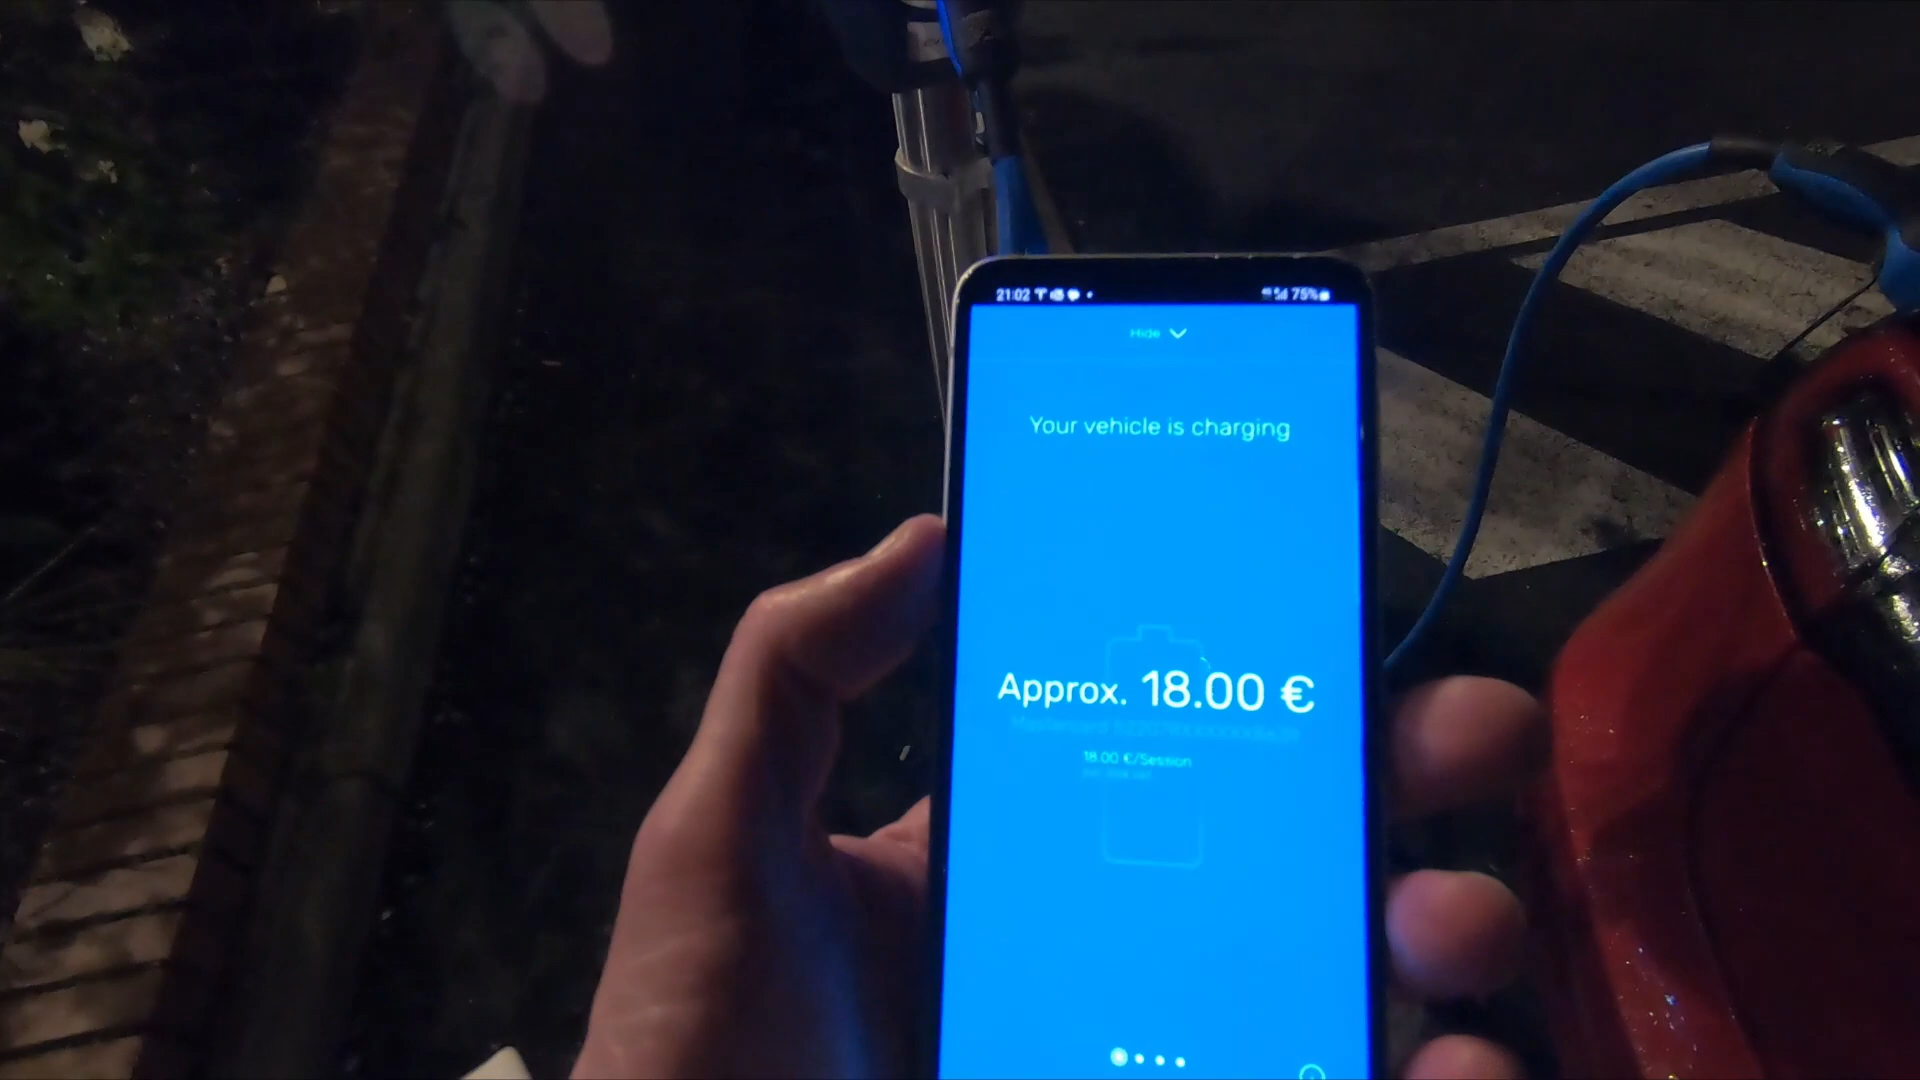 21:02
75%
Hide
Your vehicle is charging
Approx. 18.00 €
18.00 €/Session